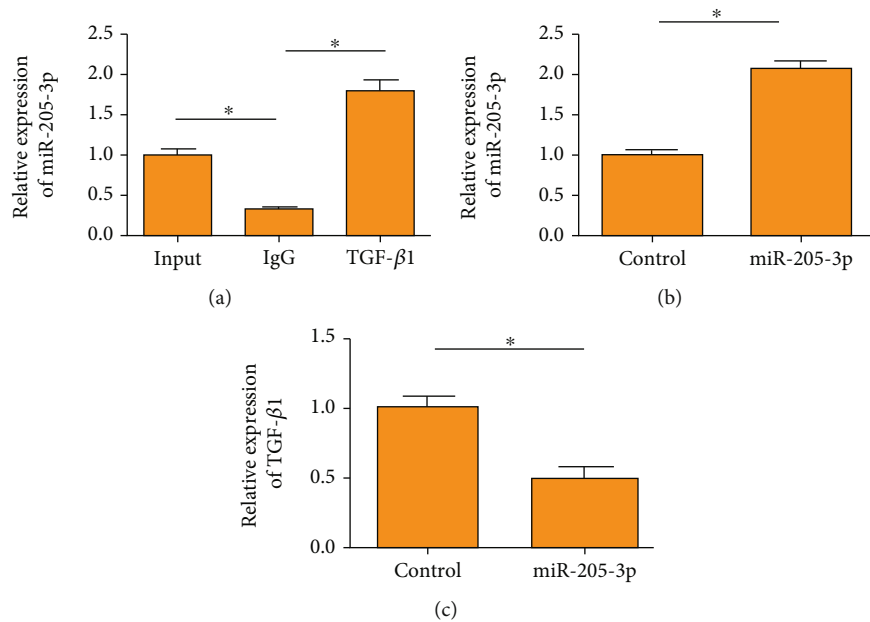 Relative expression
of miR-205-3p
2.5
2.0
1.5
1.0
0.5
0.0
*
*
Input
IgG
TGF-β1
(a)
Relative expression
of miR-205-3p
2.5
2.0
1.5
1.0
0.5
0.0
*
Control
miR-205-3p
(b)
Relative expression
of TGF-β1
1.5
1.0
0.5
0.0
*
Control
miR-205-3p
(c)